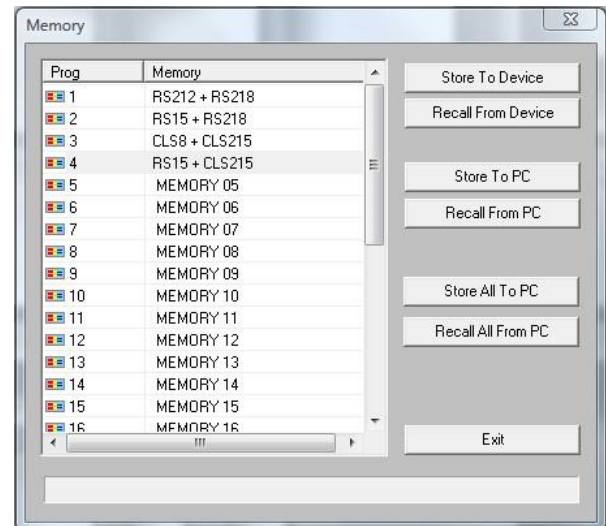 Memory
Prog Memory
1 RS212 + RS218
2 RS15 + RS218
3 CLS8 + CLS215
4 RS15 + CLS215
5 MEMORY 05
6 MEMORY 06
7 MEMORY 07
8 MEMORY 08
9 MEMORY 09
10 MEMORY 10
11 MEMORY 11
12 MEMORY 12
13 MEMORY 13
14 MEMORY 14
15 MEMORY 15
16 MEMORY 16
Store To Device
Recall From Device
Store To PC
Recall From PC
Store All To PC
Recall All From PC
Exit